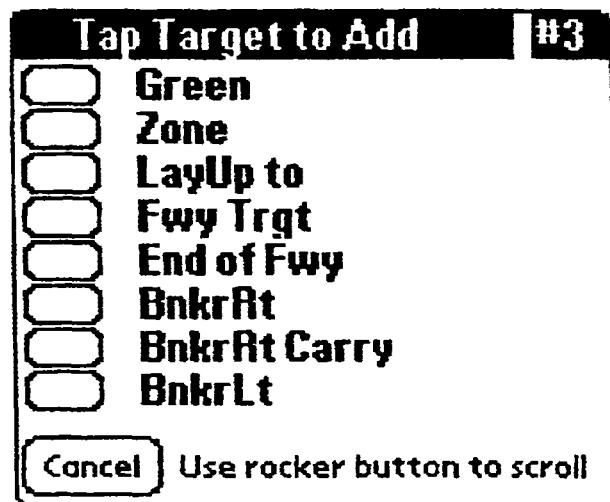 Tap Target to Add #3
Green
Zone
LayUp to
Fwy Trgt
End of Fwy
BnkrRt
BnkrRt Carry
BnkrLt
Cancel Use rocker button to scroll